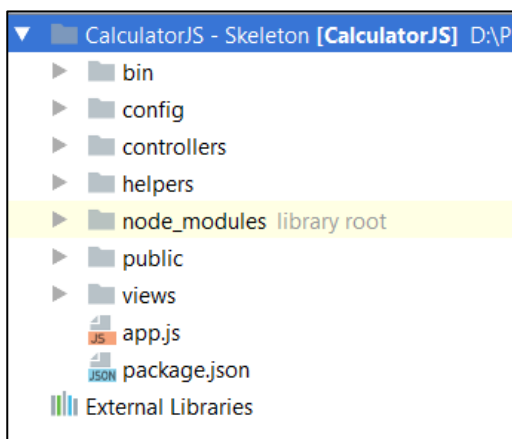 CalculatorJS - Skeleton [CalculatorJS] D:\P
bin
config
controllers
helpers
node_modules library root
public
views
JS app.js
JSON package.json
External Libraries